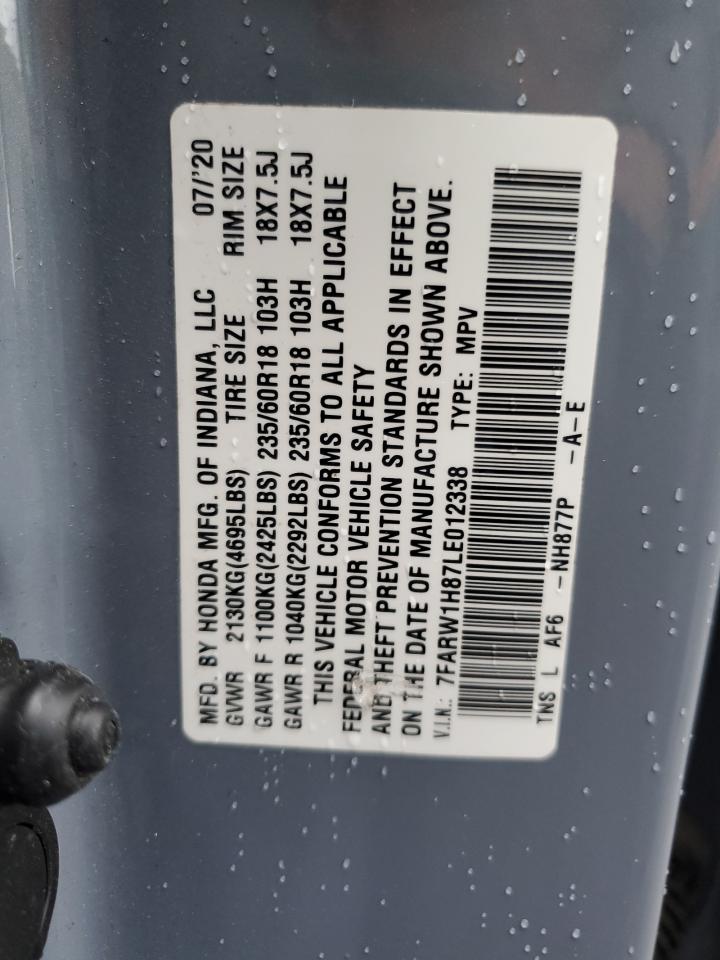 MFD. BY HONDA MFG. OF INDIANA, LLC 07/'20
GVWR 2130KG(4695LBS) TIRE SIZE RIM SIZE
GAWR F 1100KG(2425LBS) 235/60R18 103H 18X7.5J
GAWR R 1040KG(2292LBS) 235/60R18 103H 18X7.5J
THIS VEHICLE CONFORMS TO ALL APPLICABLE
FEDERAL MOTOR VEHICLE SAFETY
AND THEFT PREVENTION STANDARDS IN EFFECT
ON THE DATE OF MANUFACTURE SHOWN ABOVE.
V.I.N.: 7FARW1H87LE012338 TYPE: MPV
TNS L AF6 -NH877P -A-E